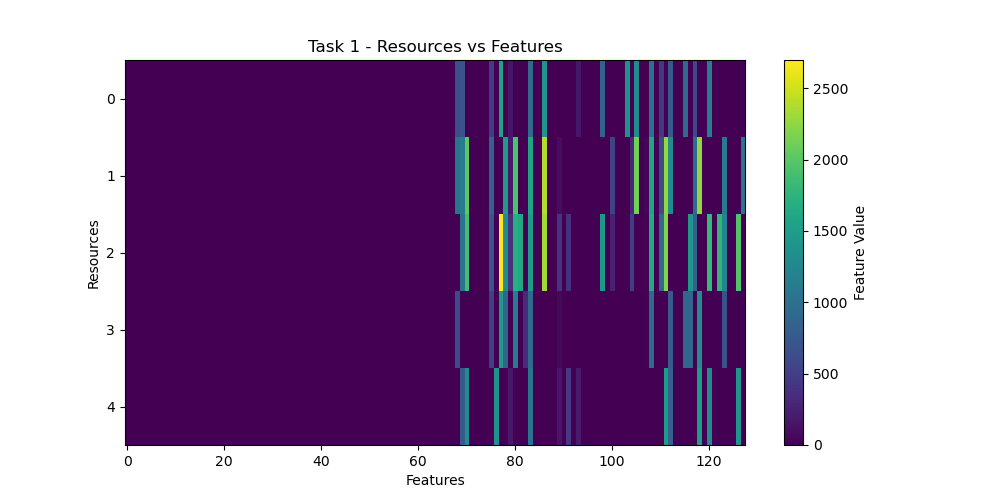 Task 1 - Resources vs Features
Resources
0
1
2
3
4
0 20 40 60 80 100 120
Features
2500
2000
1500
1000
500
0
Feature Value